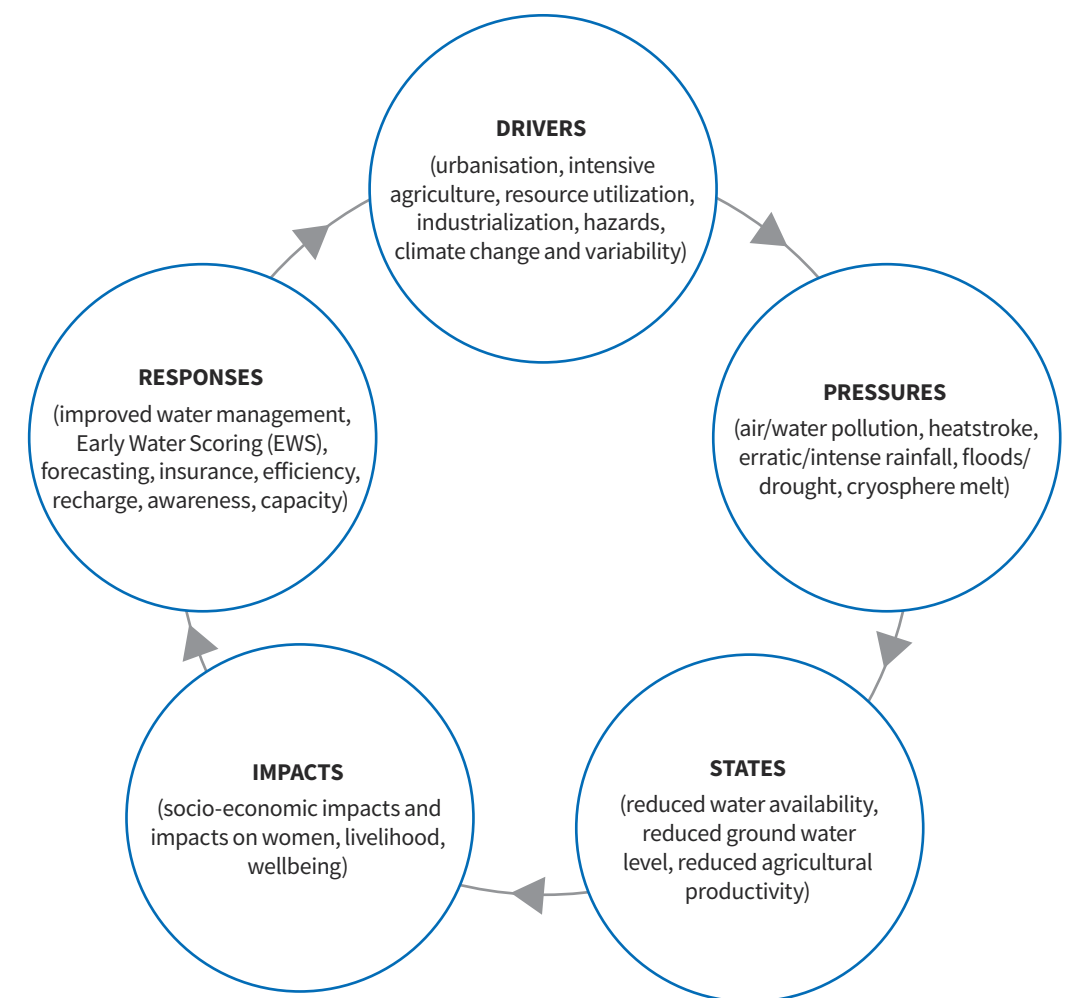 DRIVERS
(urbanisation, intensive
agriculture, resource utilization,
industrialization, hazards,
climate change and variability)
PRESSURES
(air/water pollution, heatstroke,
erratic/intense rainfall, floods/
drought, cryosphere melt)
STATES
(reduced water availability,
reduced ground water
level, reduced agricultural
productivity)
IMPACTS
(socio-economic impacts and
impacts on women, livelihood,
wellbeing)
RESPONSES
(improved water management,
Early Water Scoring (EWS),
forecasting, insurance, efficiency,
recharge, awareness, capacity)